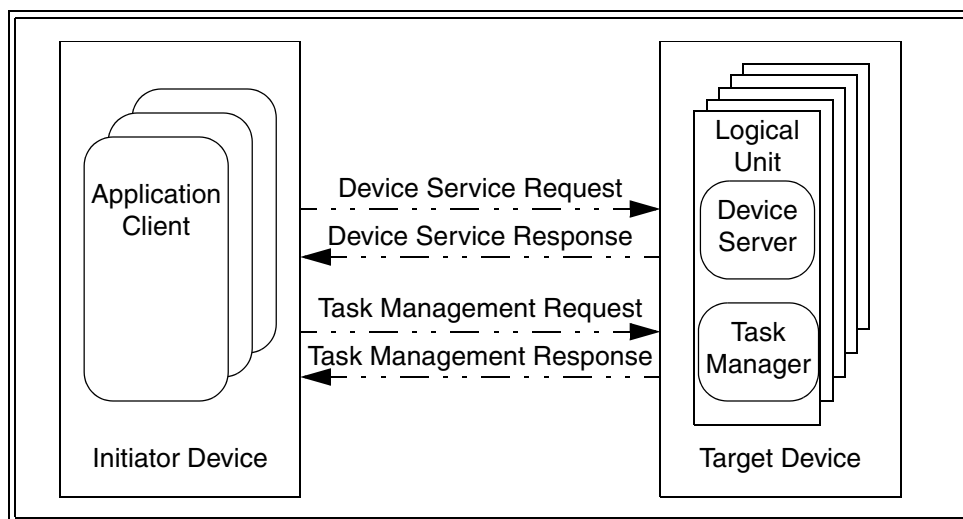 Application
Client
Initiator Device
Device Service Request
Device Service Response
Task Management Request
Task Management Response
Logical
Unit
Device
Server
Task
Manager
Target Device